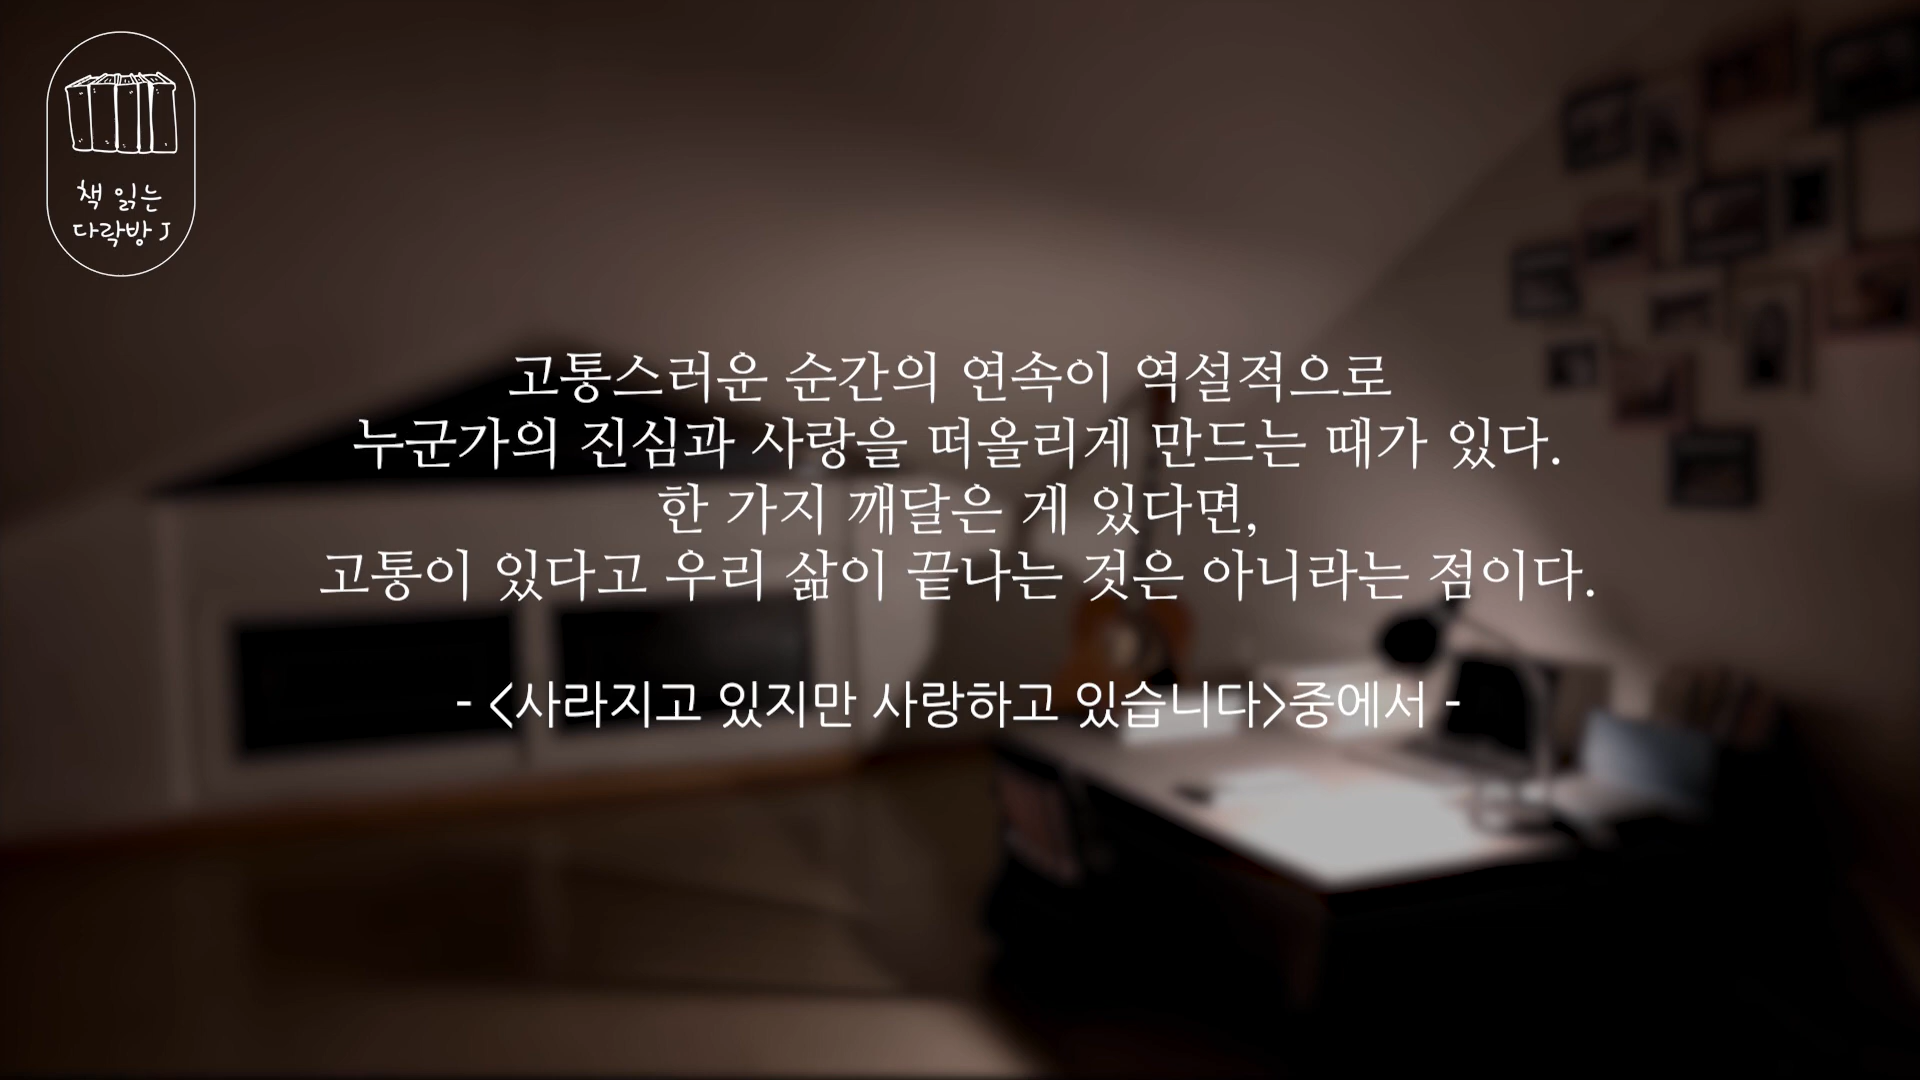 책 읽는
다락방 J
고통스러운 순간의 연속이 역설적으로
누군가의 진심과 사랑을 떠올리게 만드는 때가 있다.
한 가지 깨달은 게 있다면,
고통이 있다고 우리 삶이 끝나는 것은 아니라는 점이다.
- <사라지고 있지만 사랑하고 있습니다>중에서 -